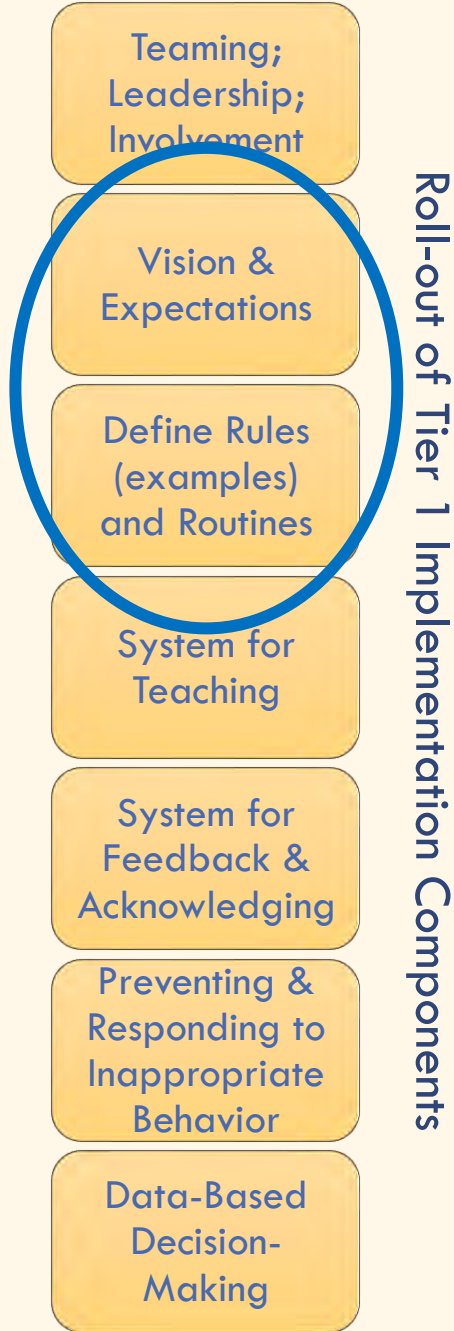 Teaming;
Leadership;
Involvement
Vision &
Expectations
Define Rules
(examples)
and Routines
System for
Teaching
System for
Feedback &
Acknowledging
Preventing &
Responding to
Inappropriate
Behavior
Data-Based
Decision-
Making
Roll-out of Tier 1 Implementation Components